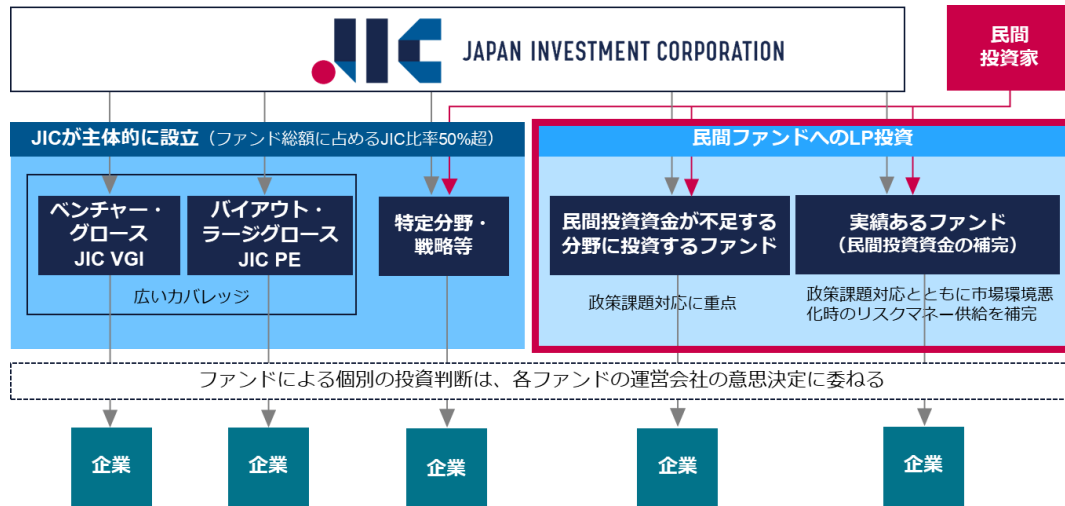 JIC JAPAN INVESTMENT CORPORATION
民間
投資家
JICが主体的に設立（ファンド総額に占めるJIC比率50%超）
民間ファンドへのLP投資
ベンチャー・
グロース
JIC VGI
バイアウト・
ラージグロース
JIC PE
特定分野・
戦略等
民間投資資金が不足する
分野に投資するファンド
実績あるファンド
（民間投資資金の補完）
広いカバレッジ
政策課題対応に重点
政策課題対応とともに市場環境悪
化時のリスクマネー供給を補完
ファンドによる個別の投資判断は、各ファンドの運営会社の意思決定に委ねる
企業
企業
企業
企業
企業